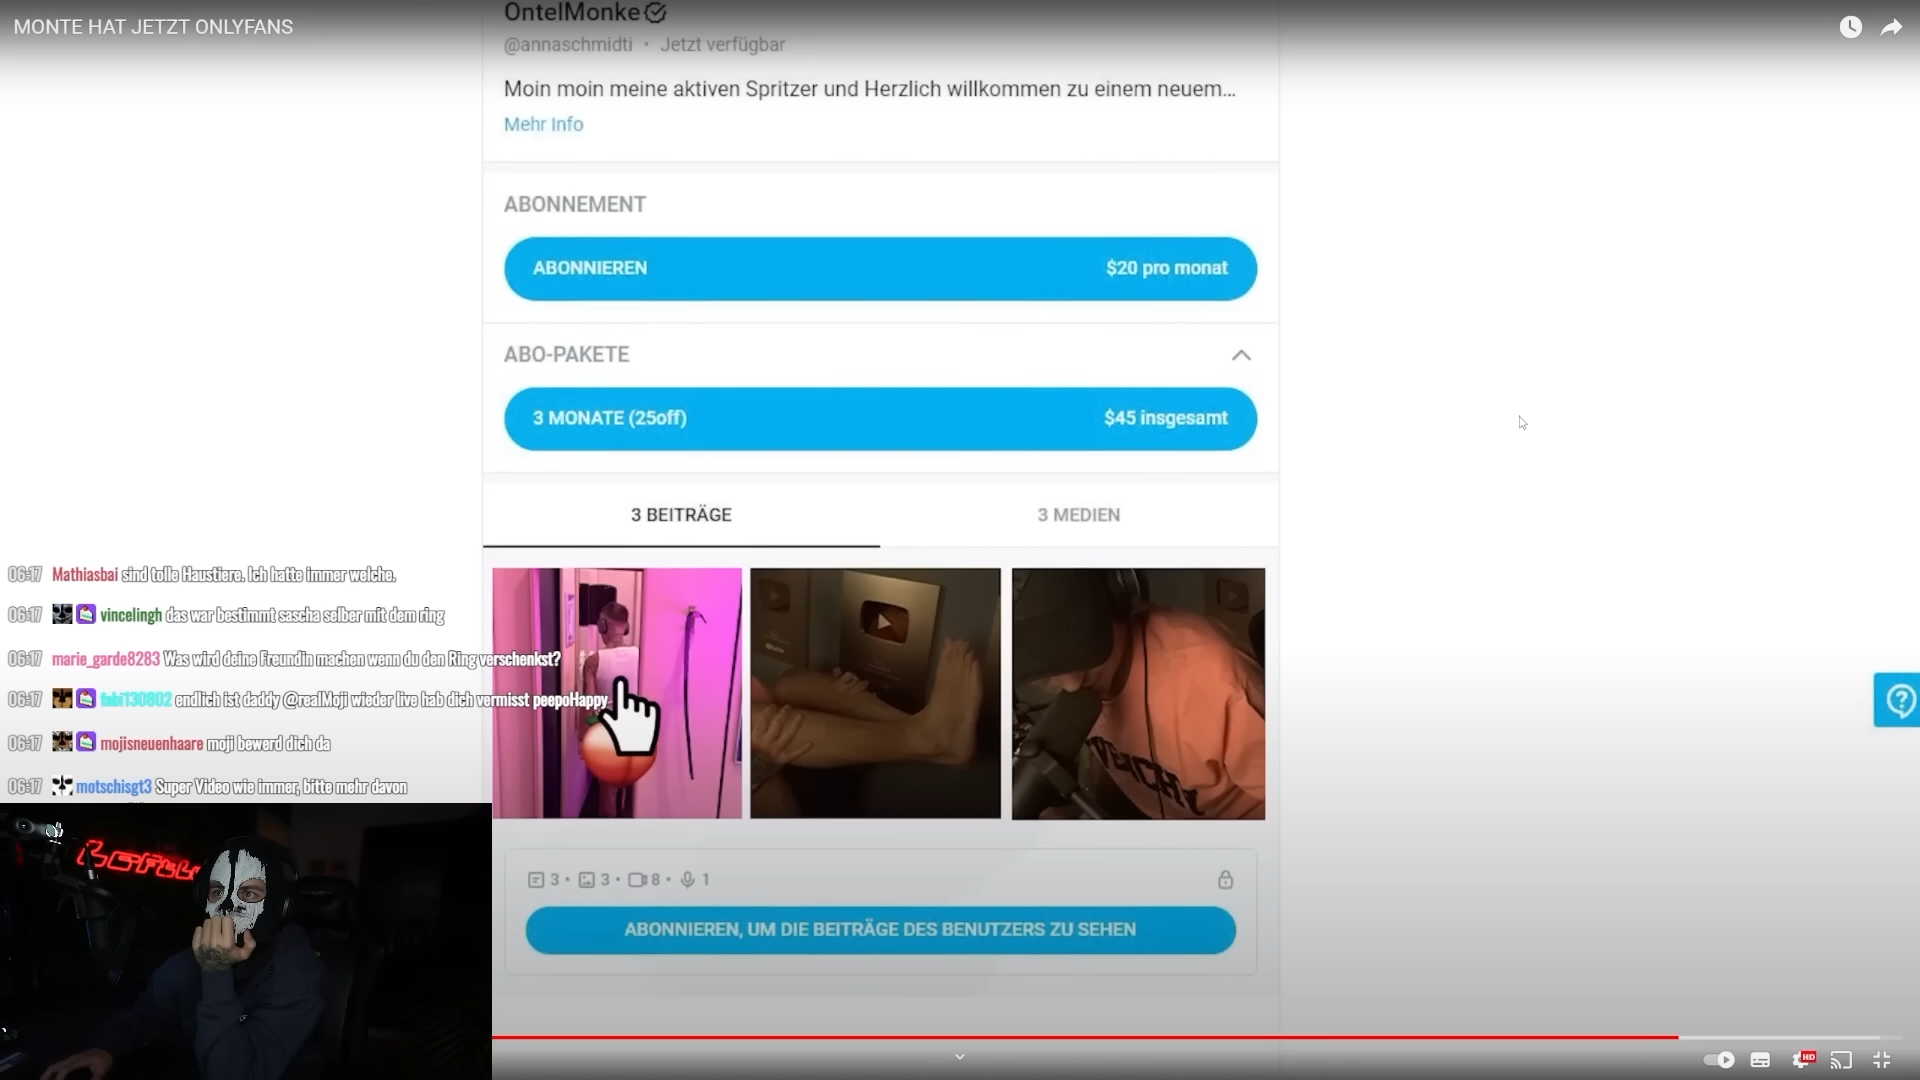 MONTE HAT JETZT ONLYFANS
OntelMonke
@annaschmidti • Jetzt verfügbar
Moin moin meine aktiven Spritzer und Herzlich willkommen zu einem neuem...
Mehr Info
ABONNEMENT
ABONNIEREN $20 pro monat
ABO-PAKETE
3 MONATE (25off) $45 insgesamt
3 BEITRÄGE 3 MEDIEN
06:17 Mathiasbai sind tolle Haustiere. Ich hatte immer welche.
06:17 vincelingh das war bestimmt sascha selber mit dem ring
06:17 marie_garde8283 Was wird deine Freundin machen wenn du den Ring verschenkst?
06:17 fabi130802 endlich ist daddy @realMoji wieder live hab dich vermisst peepoHappy
06:17 mojisneuenhaare moji bewerd dich da
06:17 motschisgt3 Super Video wie immer, bitte mehr davon
3 • 3 • 8 • 1
ABONNIEREN, UM DIE BEITRÄGE DES BENUTZERS ZU SEHEN
HD